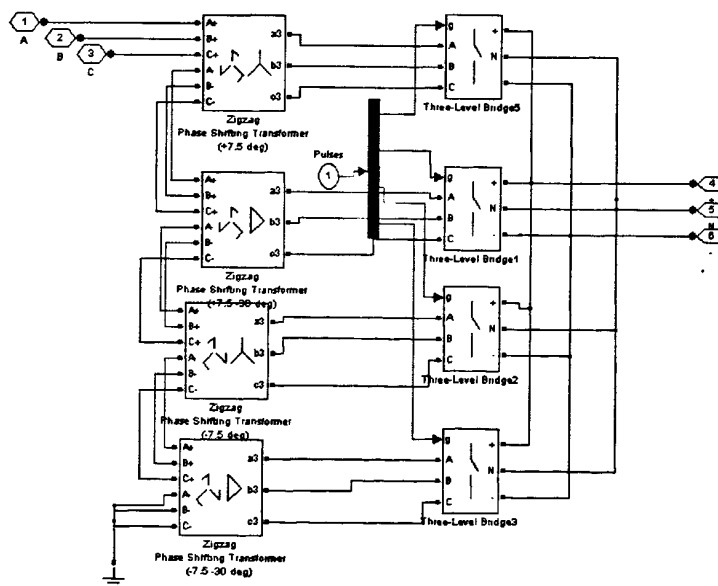 1
A
2
B
3
C
A+
B+
C+
A-
B-
C-
a3
b3
c3
Zigzag
Phase Shifting Transformer
(+7.5 deg)
g
A
B
C
+
N
-
Three-Level Bridge5
Pulses
1
A+
B+
C+
A-
B-
C-
a3
b3
c3
Zigzag
Phase Shifting Transformer
(+7.5-30 deg)
g
A
B
C
+
N
-
Three-Level Bridge1
4
+
5
N
6
-
A+
B+
C+
A-
B-
C-
a3
b3
c3
Zigzag
Phase Shifting Transformer
(-7.5 deg)
g
A
B
C
+
N
-
Three-Level Bridge2
A+
B+
C+
A-
B-
C-
a3
b3
c3
Zigzag
Phase Shifting Transformer
(-7.5-30 deg)
g
A
B
C
+
N
-
Three-Level Bridge3